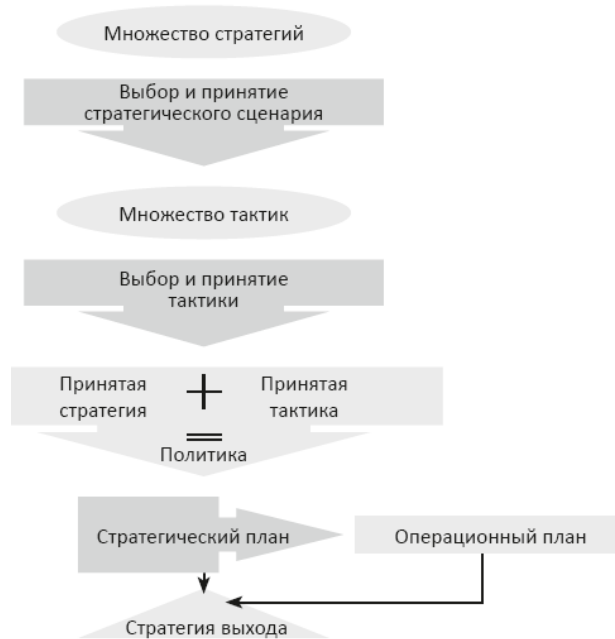 Множество стратегий
Выбор и принятие
стратегического сценария
Множество тактик
Выбор и принятие
тактики
Принятая
стратегия
+
Принятая
тактика
=
Политика
Стратегический план
Операционный план
Стратегия выхода